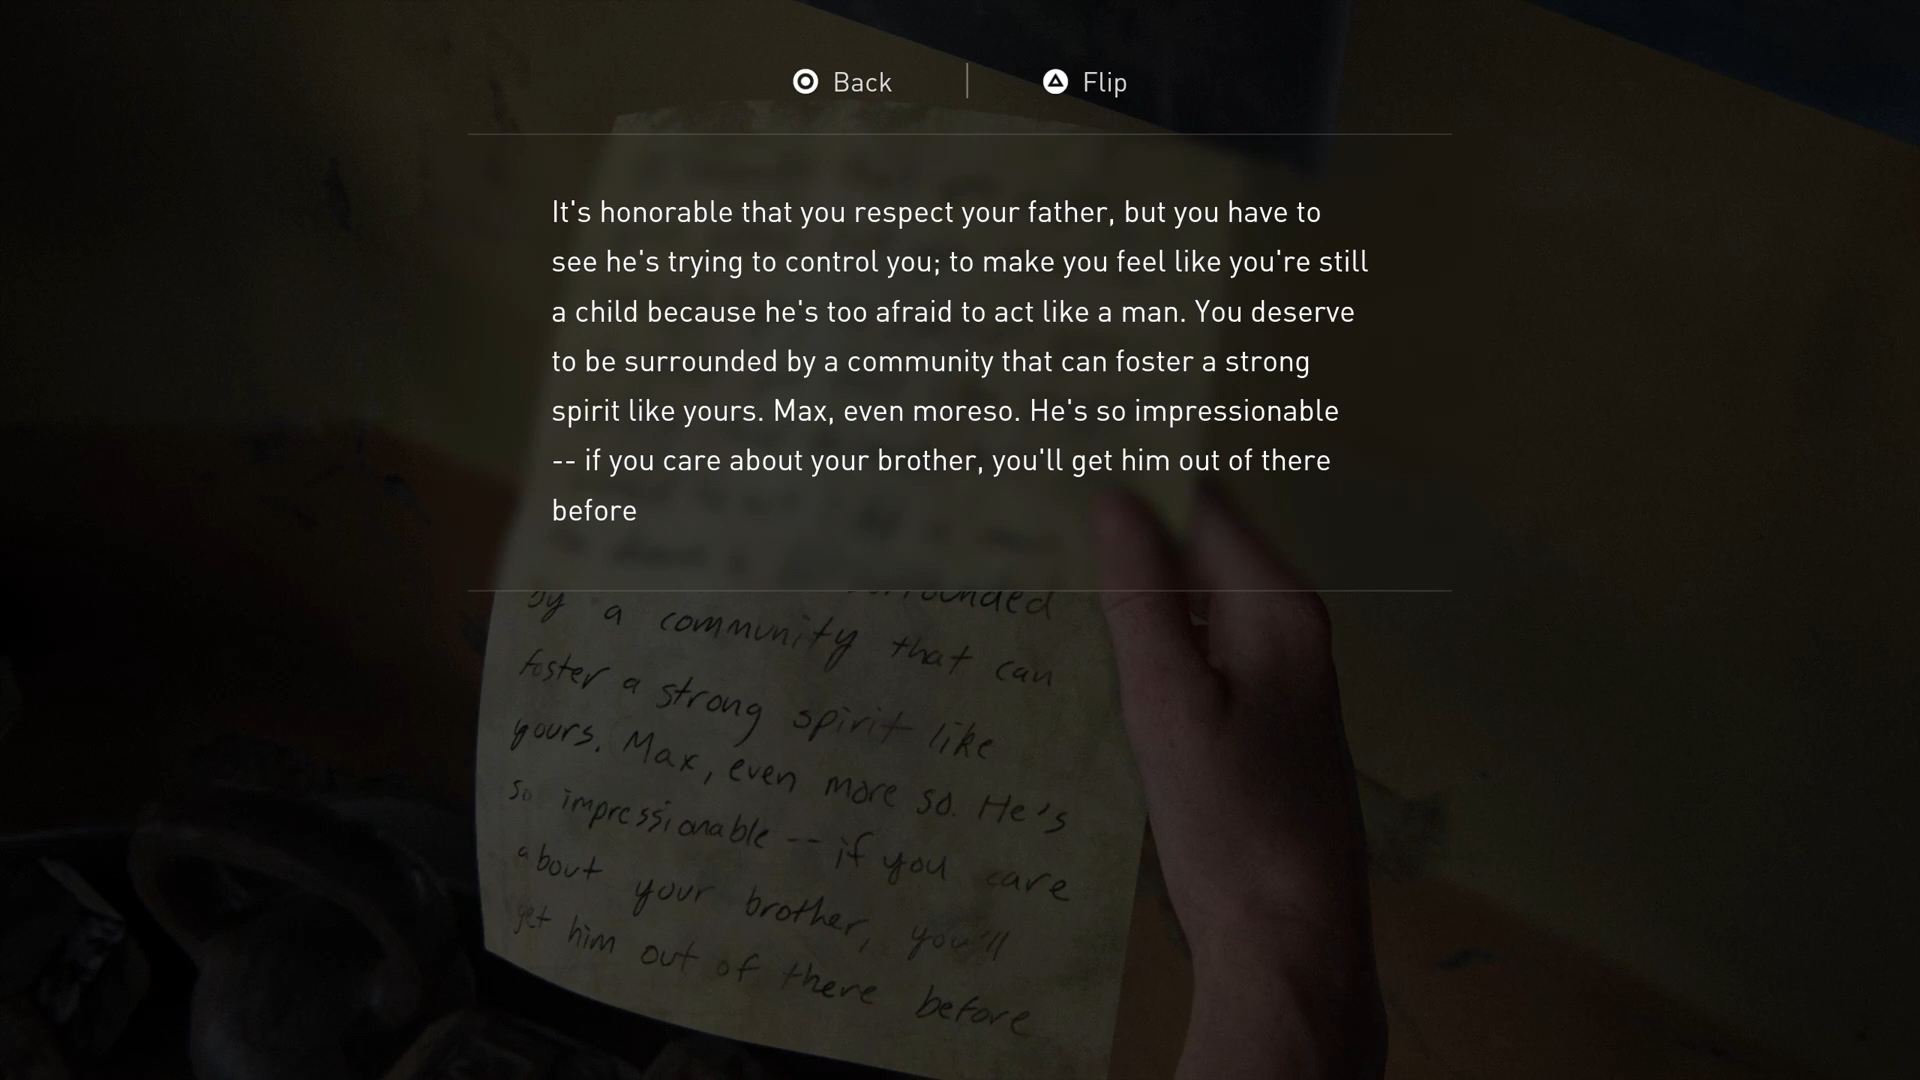 Back
Flip
It's honorable that you respect your father, but you have to
see he's trying to control you; to make you feel like you're still
a child because he's too afraid to act like a man. You deserve
to be surrounded by a community that can foster a strong
spirit like yours. Max, even moreso. He's so impressionable
-- if you care about your brother, you'll get him out of there
before
surrounded
by a community that can
foster a strong spirit like
yours. Max, even more so. He's
so impressionable -- if you care
about your brother, you'll
get him out of there before